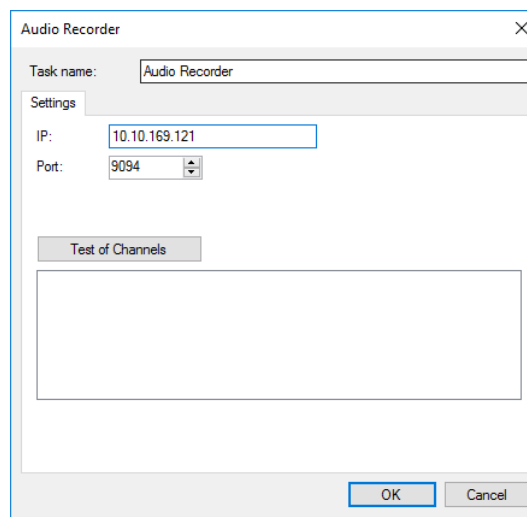 Audio Recorder
Task name: Audio Recorder
Settings
IP: 10.10.169.121
Port: 9094
Test of Channels
OK Cancel